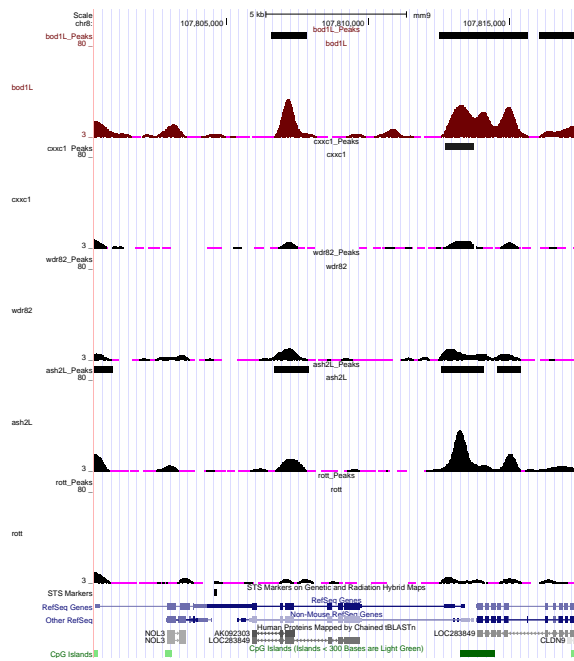 Scale 5 kb mm9
chr8: 107,805,000 107,810,000 107,815,000
bod1L_Peaks
bod1L_Peaks
80 _
bod1L
bod1L
3 _
cxxc1_Peaks
cxxc1_Peaks
80 _
cxxc1
cxxc1
3 _
wdr82_Peaks
wdr82_Peaks
80 _
wdr82
wdr82
3 _
ash2L_Peaks
ash2L_Peaks
80 _
ash2L
ash2L
3 _
rott_Peaks
rott_Peaks
80 _
rott
rott
3 _
STS Markers on Genetic and Radiation Hybrid Maps
STS Markers
RefSeq Genes
RefSeq Genes
Non-Mouse RefSeq Genes
Other RefSeq
Human Proteins Mapped by Chained tBLASTn
NOL3 AK092303 LOC283849
NOL3 LOC283849 CLDN9
CpG Islands (Islands < 300 Bases are Light Green)
CpG Islands